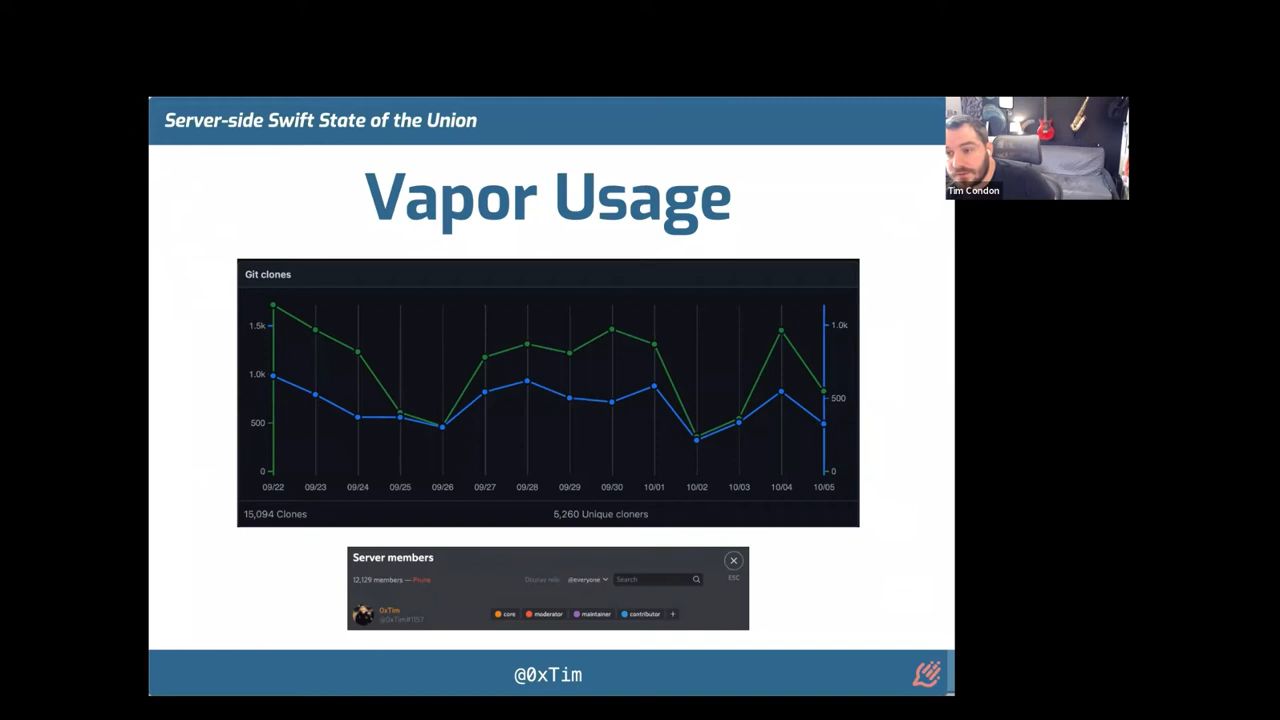 Server-side Swift State of the Union
Tim Condon
Vapor Usage
Git clones
1.5k
1.0k
500
0
1.0k
500
0
09/22 09/23 09/24 09/25 09/26 09/27 09/28 09/29 09/30 10/01 10/02 10/03 10/04 10/05
15,094 Clones 5,260 Unique cloners
Server members
12,129 members — Prune Display role: @everyone Search ESC
0xTim core moderator maintainer contributor +
@0xTim#1157
@0xTim